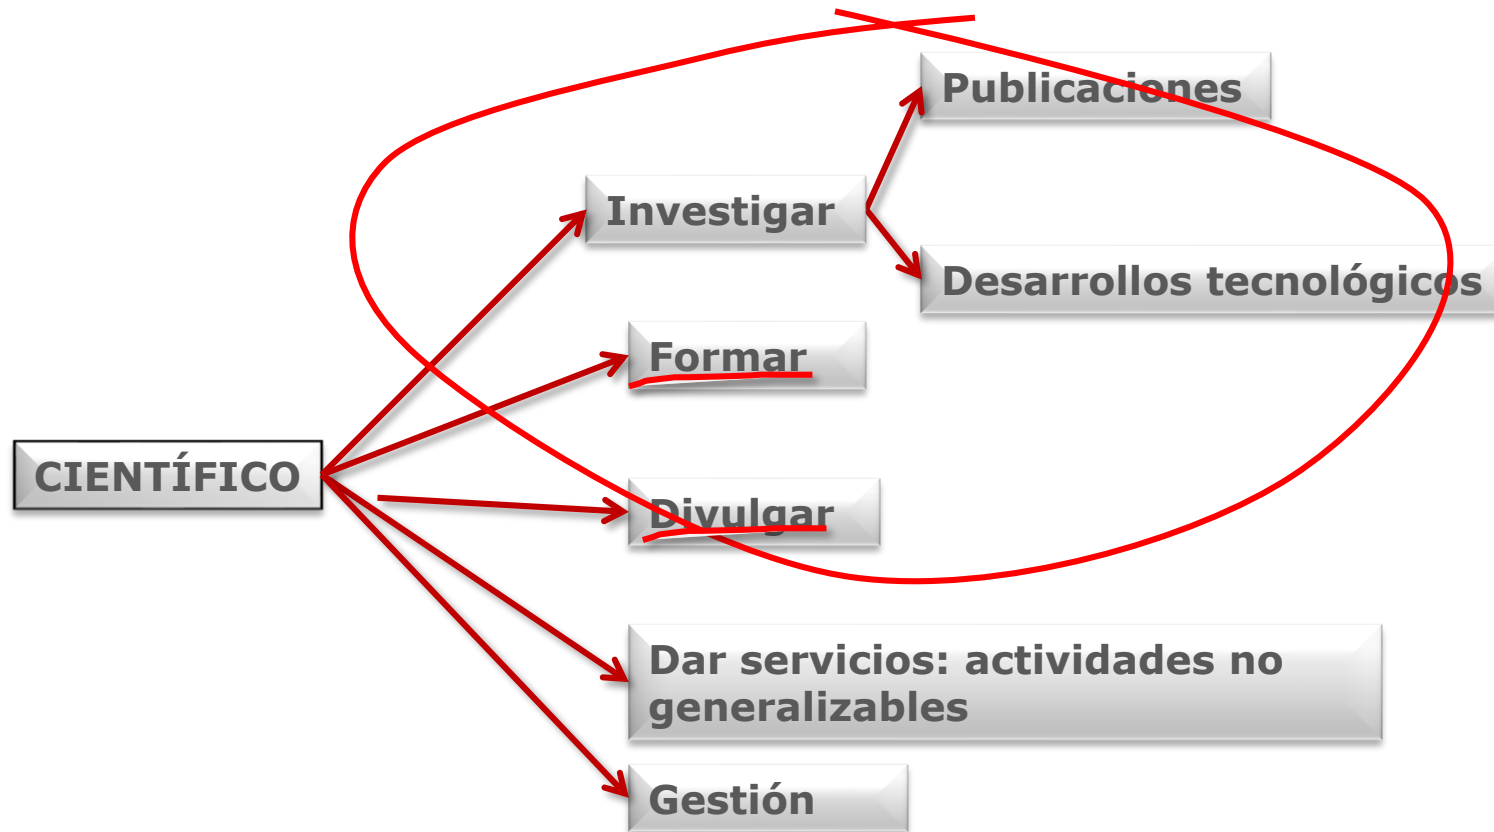 Publicaciones
Investigar
Desarrollos tecnológicos
Formar
CIENTÍFICO
Divulgar
Dar servicios: actividades no
generalizables
Gestión